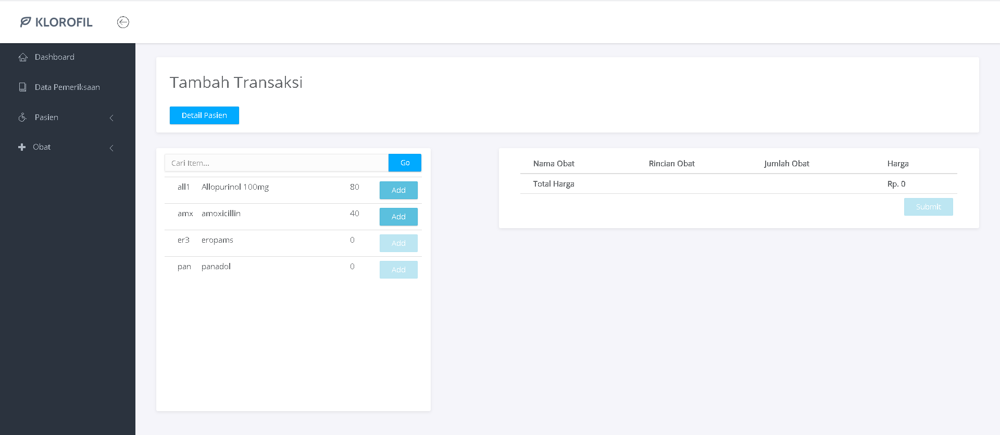 KLOROFIL
Dashboard
Data Pemeriksaan
Pasien
Obat
Tambah Transaksi
Detail Pasien
Cari Item... Go
all1 Allopurinol 100mg 80 Add
amx amoxicillin 40 Add
er3 eropams 0 Add
pan panadol 0 Add
Nama Obat Rincian Obat Jumlah Obat Harga
Total Harga Rp. 0
Submit